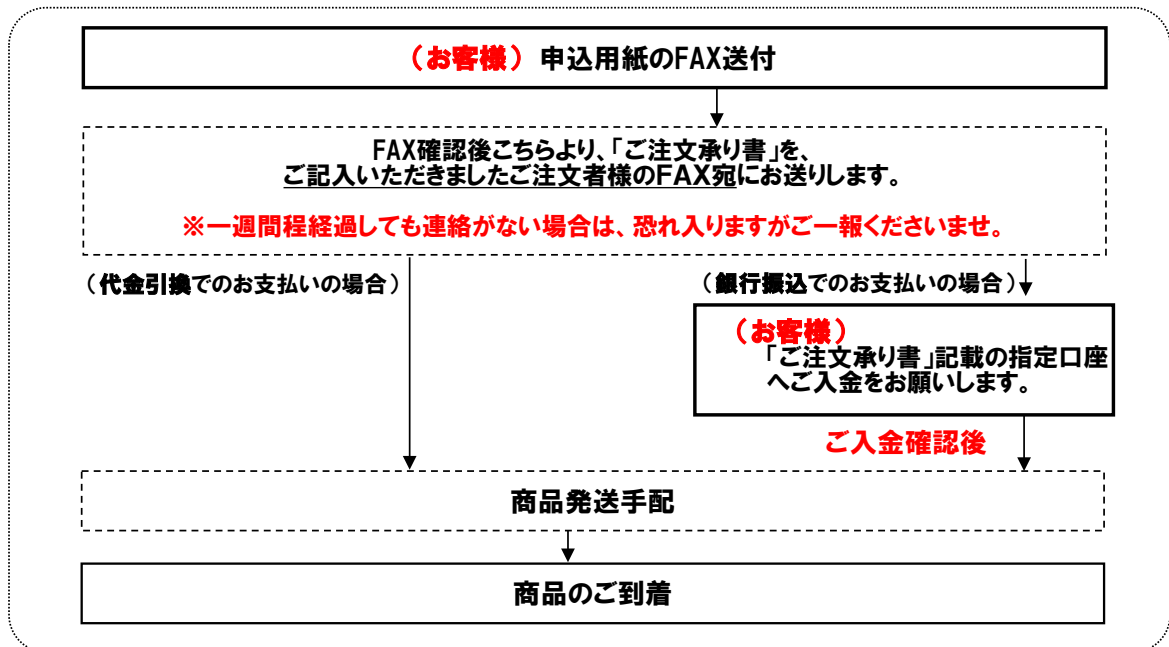 （お客様）申込用紙のFAX送付
FAX確認後こちらより、「ご注文承り書」を、
ご記入いただきましたご注文者様のFAX宛にお送りします。
※一週間程経過しても連絡がない場合は、恐れ入りますがご一報くださいませ。
（代金引換でのお支払いの場合）
（銀行振込でのお支払いの場合）
（お客様）
「ご注文承り書」記載の指定口座
へご入金をお願いします。
ご入金確認後
商品発送手配
商品のご到着